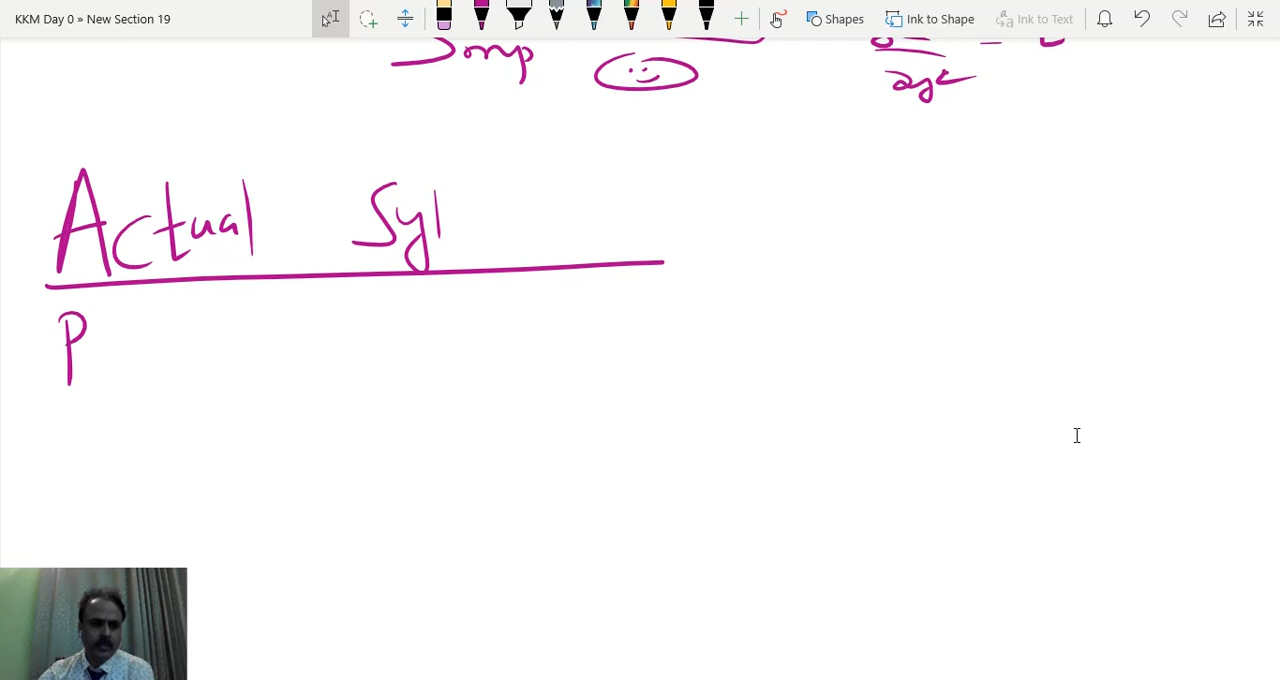 KKM Day 0 » New Section 19
Shapes
Ink to Shape
Ink to Text
Actual Syl
P